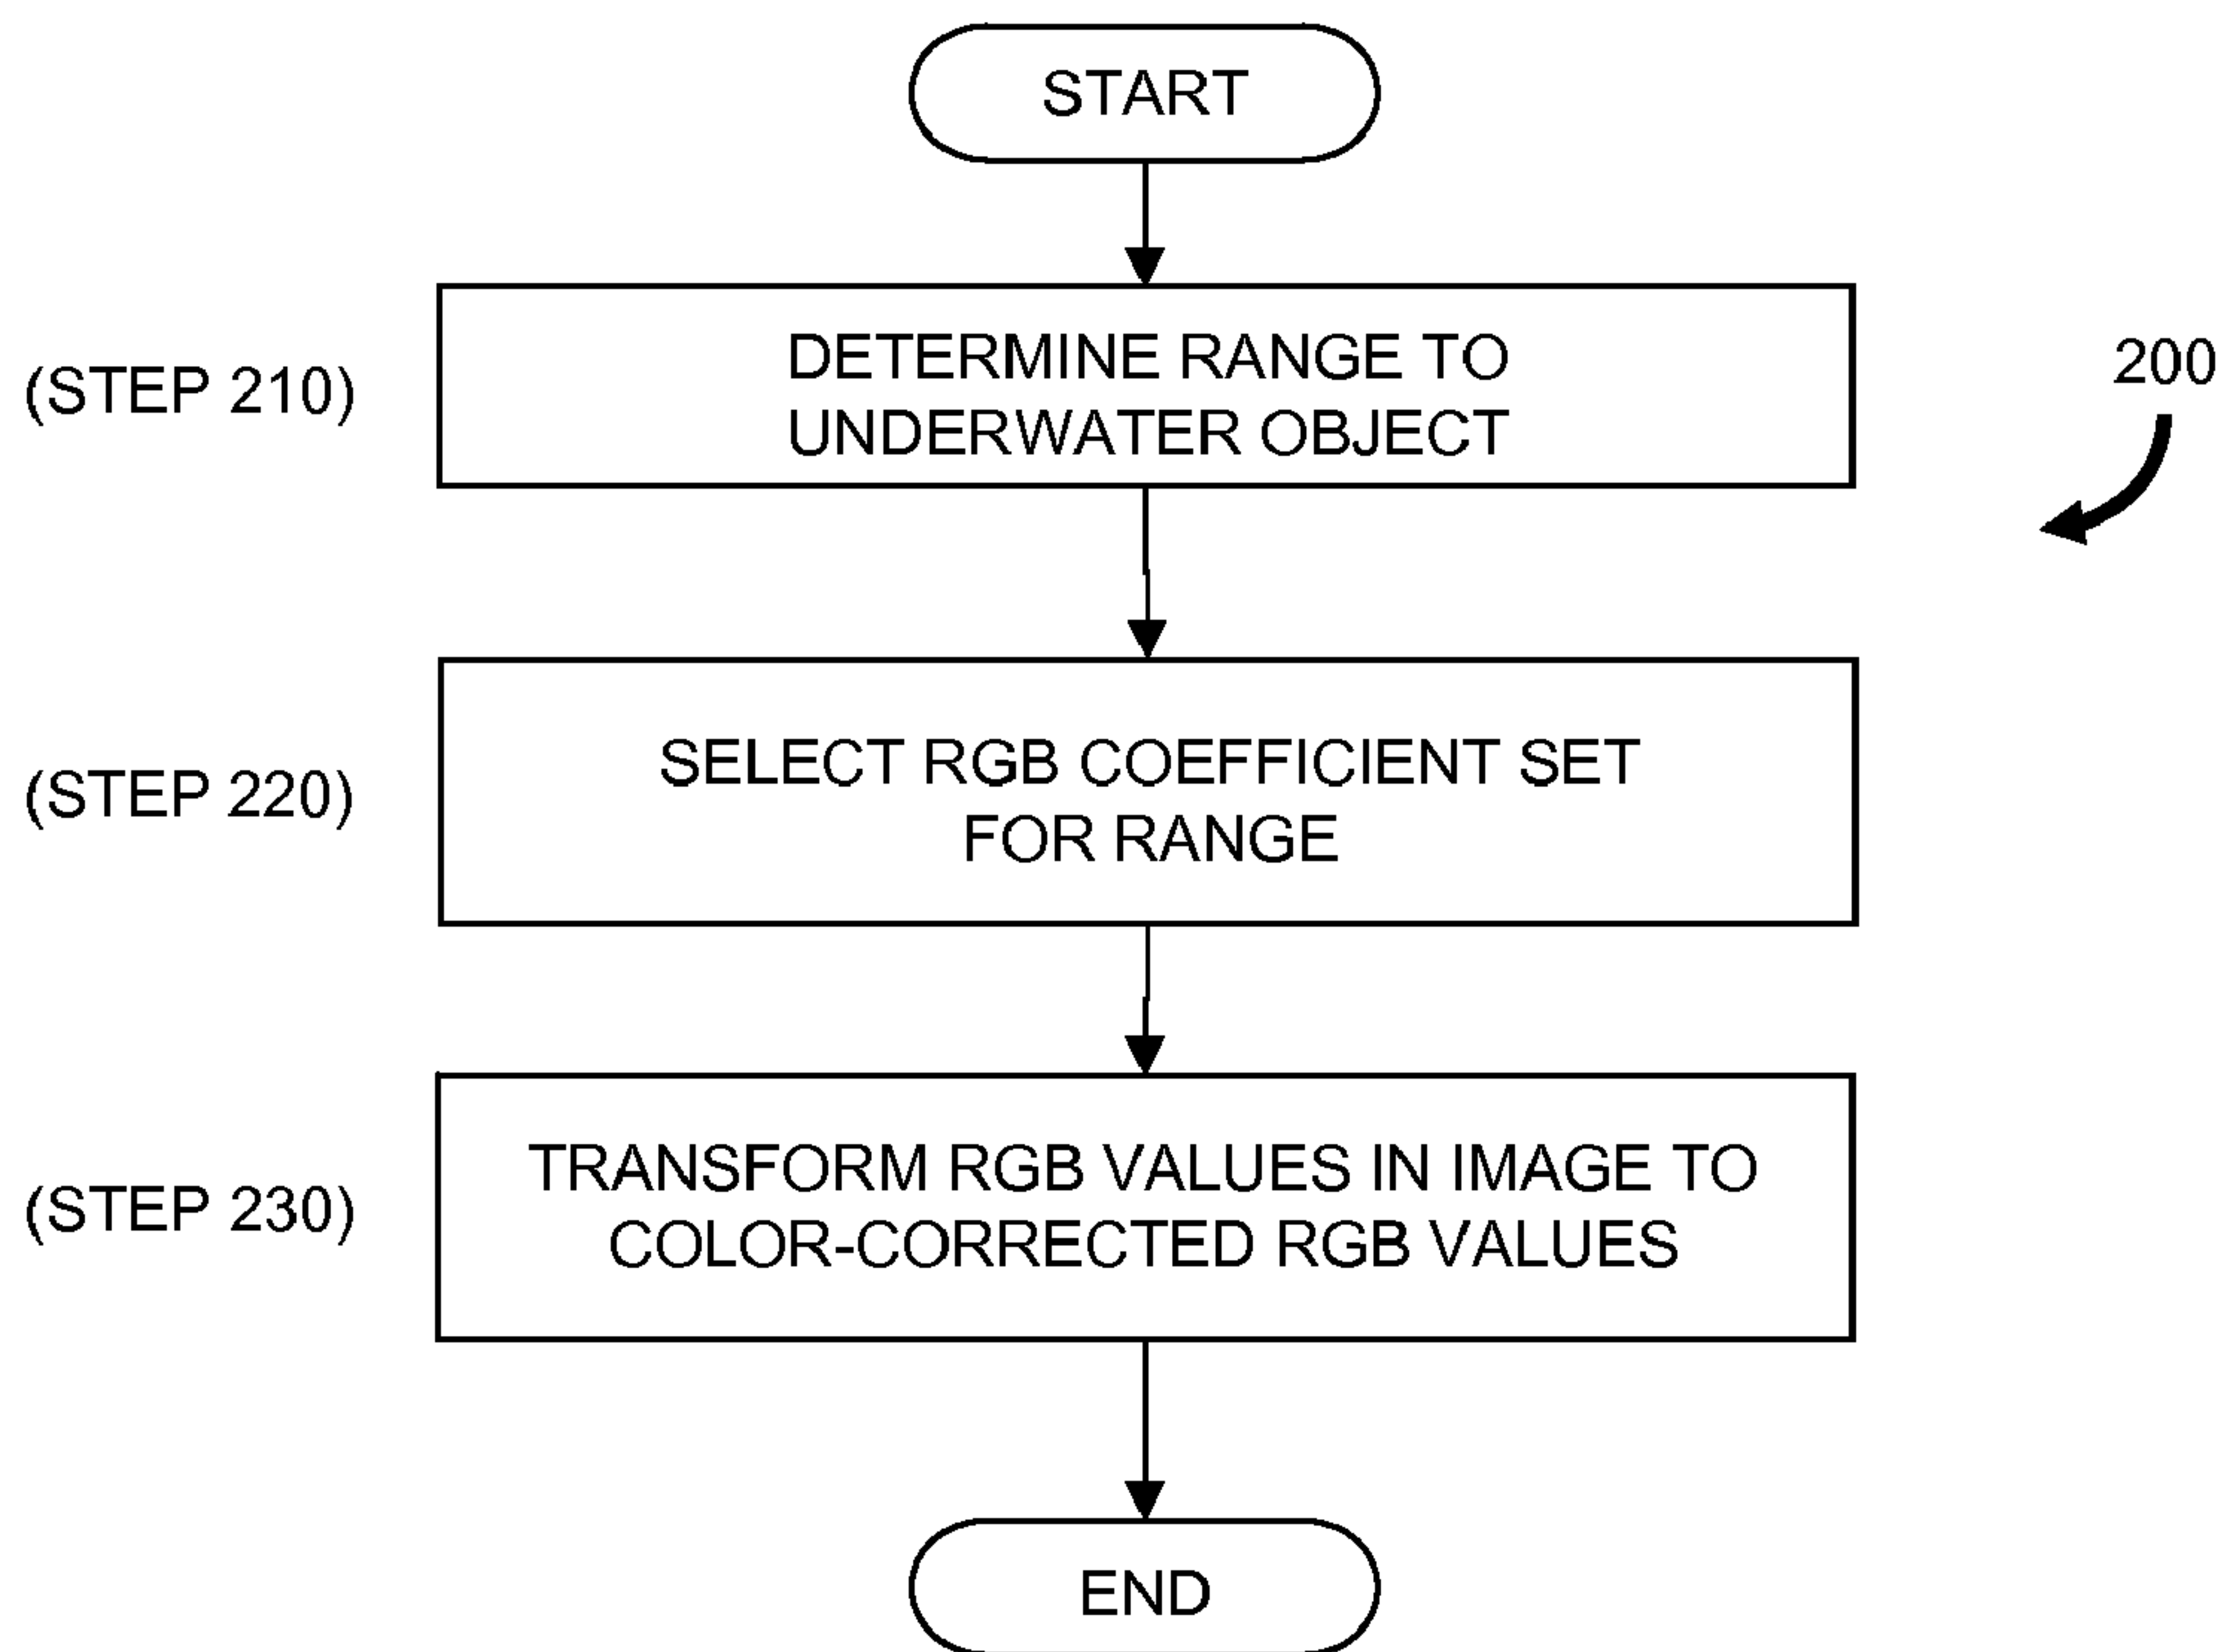 START
(STEP 210)
DETERMINE RANGE TO
UNDERWATER OBJECT
200
(STEP 220)
SELECT RGB COEFFICIENT SET
FOR RANGE
(STEP 230)
TRANSFORM RGB VALUES IN IMAGE TO
COLOR-CORRECTED RGB VALUES
END